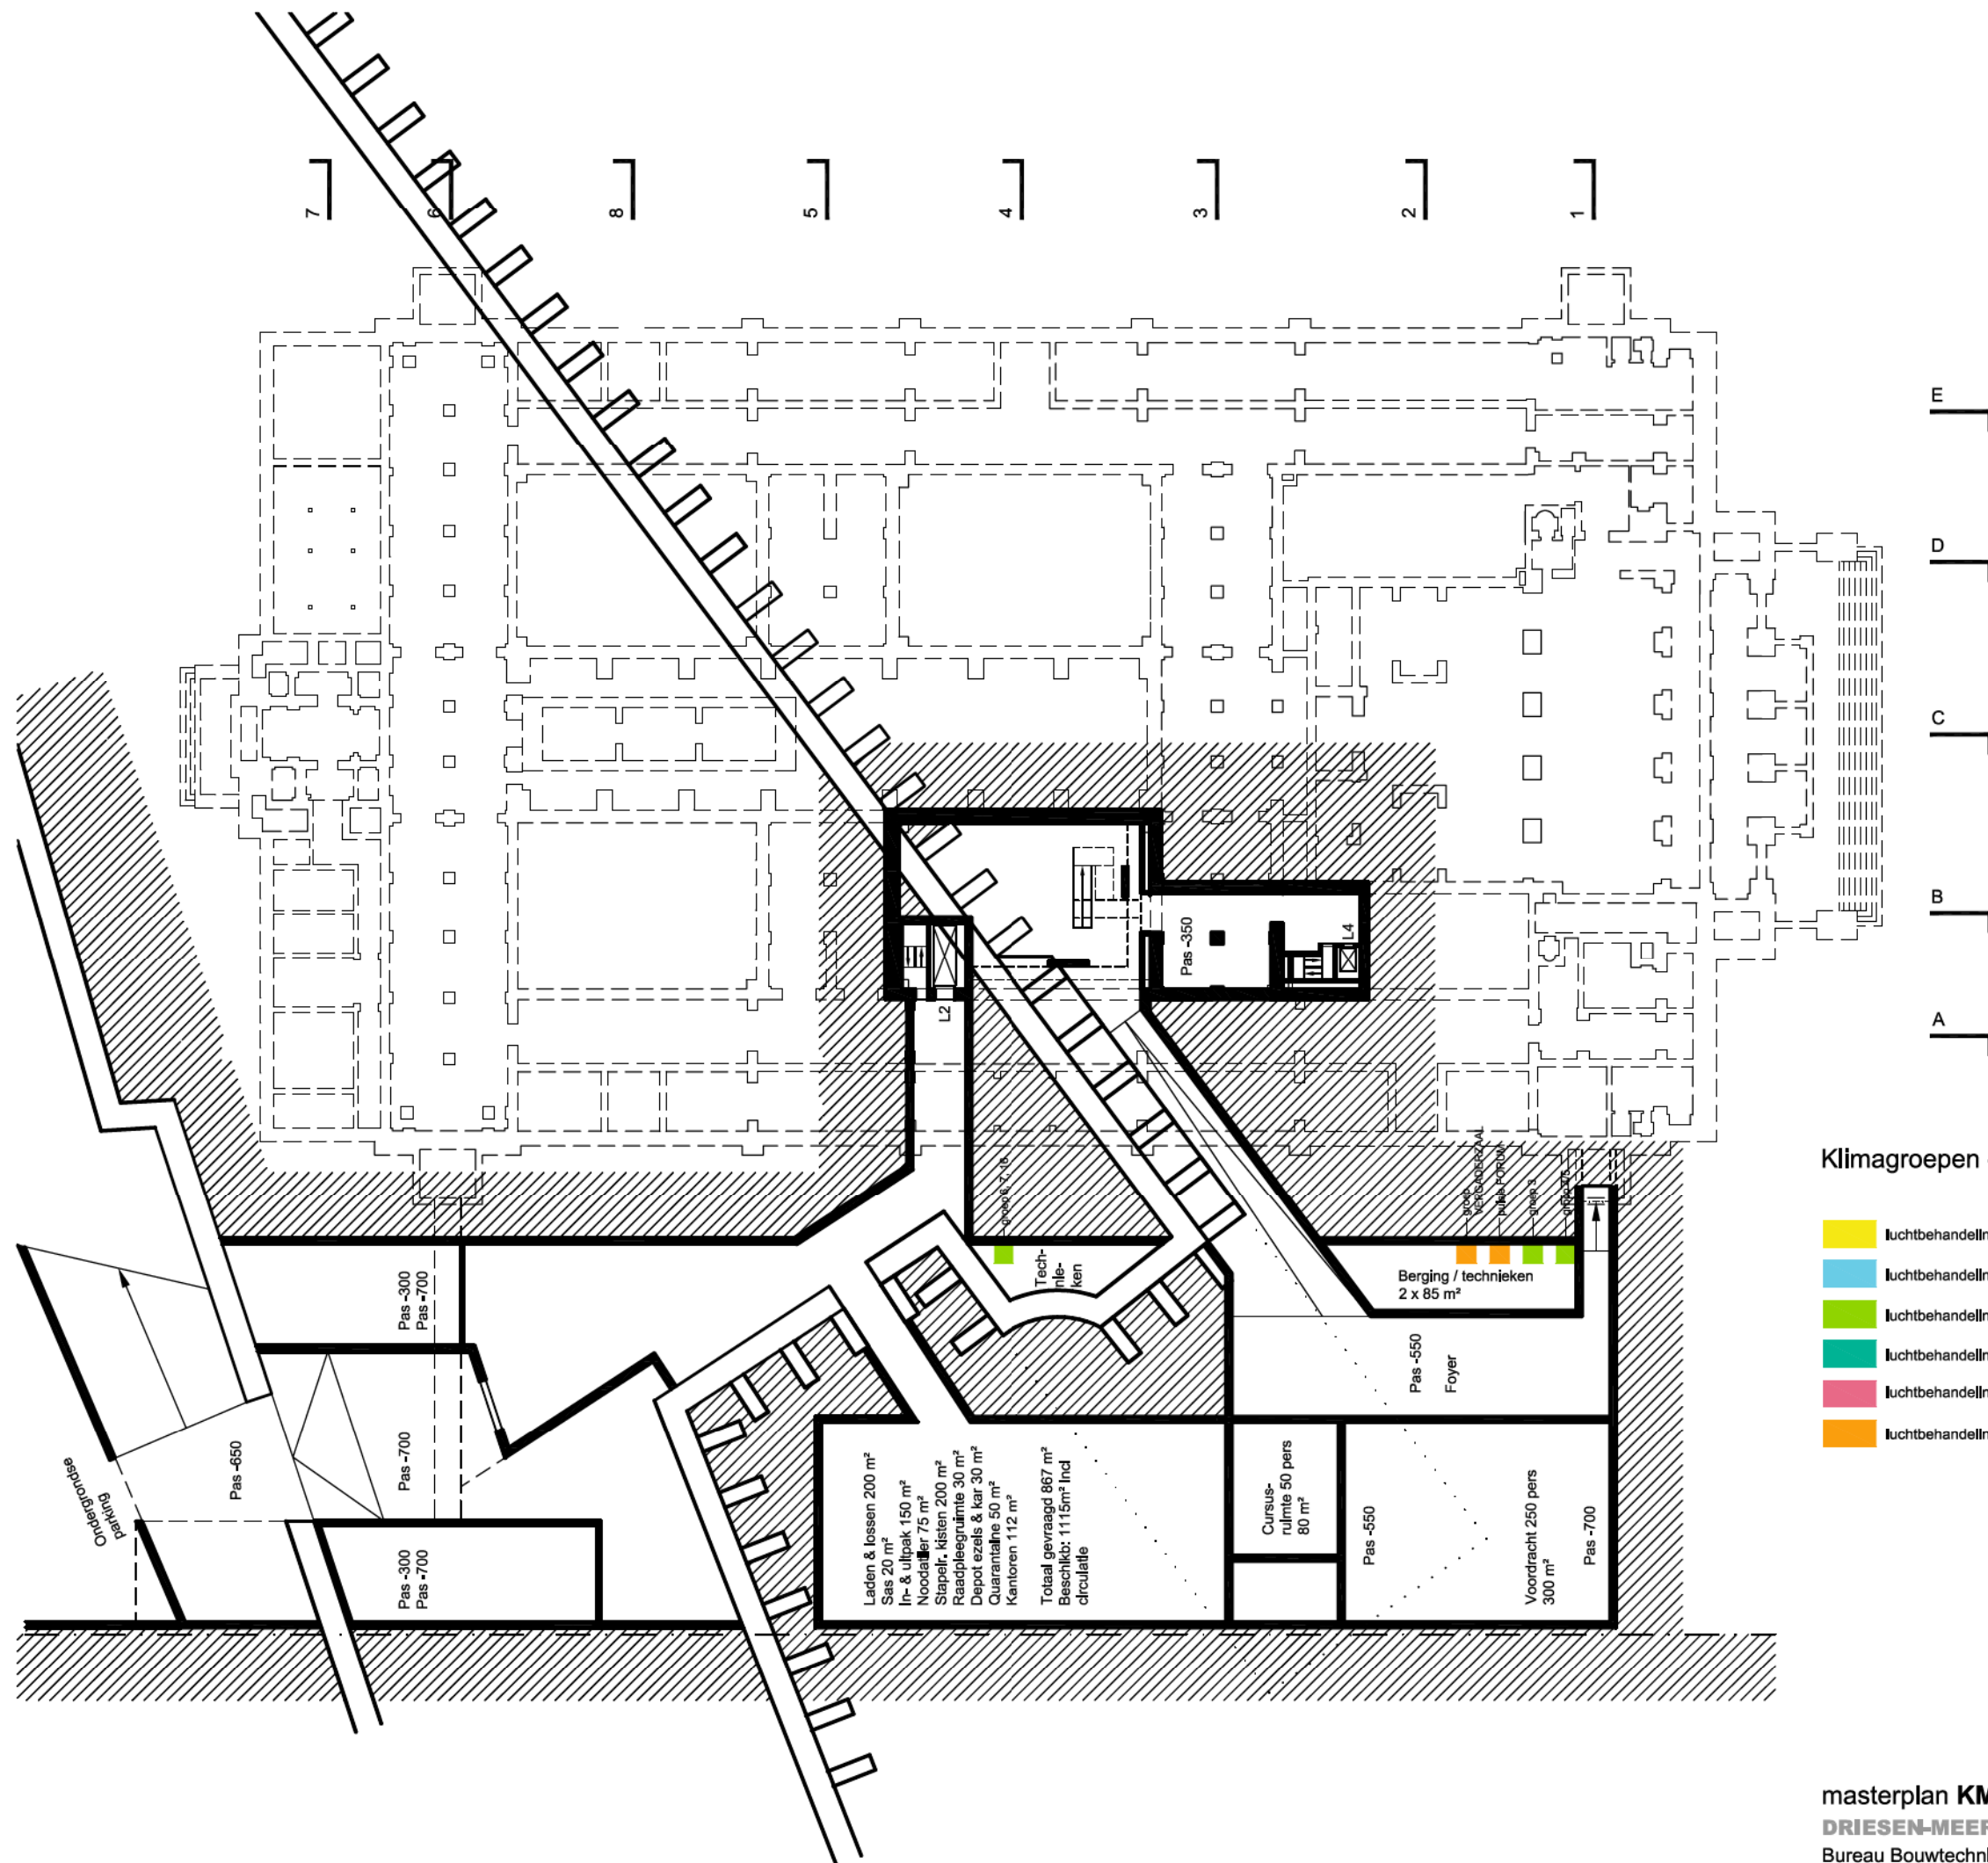 7
6
8
5
4
3
2
1
E
D
C
B
A
Pas -350
L4
L2
Klimagroepen
groep 6, 7, 16
groep
VERGADERZAAL
FORUM
groep 3
Tech-
nie-
ken
Berging / technieken
2 x 85 m²
Pas -300
Pas -700
Pas -550
Foyer
Pas -650
Pas -700
Ondergrondse
parking
Pas -300
Pas -700
Laden & lossen 200 m²
Sas 20 m²
In- & uitpak 150 m²
Noodatelier 75 m²
Stapelr. kisten 200 m²
Raadpleegruimte 30 m²
Depot ezels & kar 30 m²
Quarantaine 50 m²
Kantoren 112 m²
Totaal gevraagd 867 m²
Beschikb: 1115m² incl
circulatie
Cursus-
ruimte 50 pers
80 m²
Pas -550
Voordracht 250 pers
300 m²
Pas -700
luchtbehandelin
luchtbehandelin
luchtbehandelin
luchtbehandelin
luchtbehandelin
luchtbehandelin
masterplan KM
DRIESEN-MEER
Bureau Bouwtechni